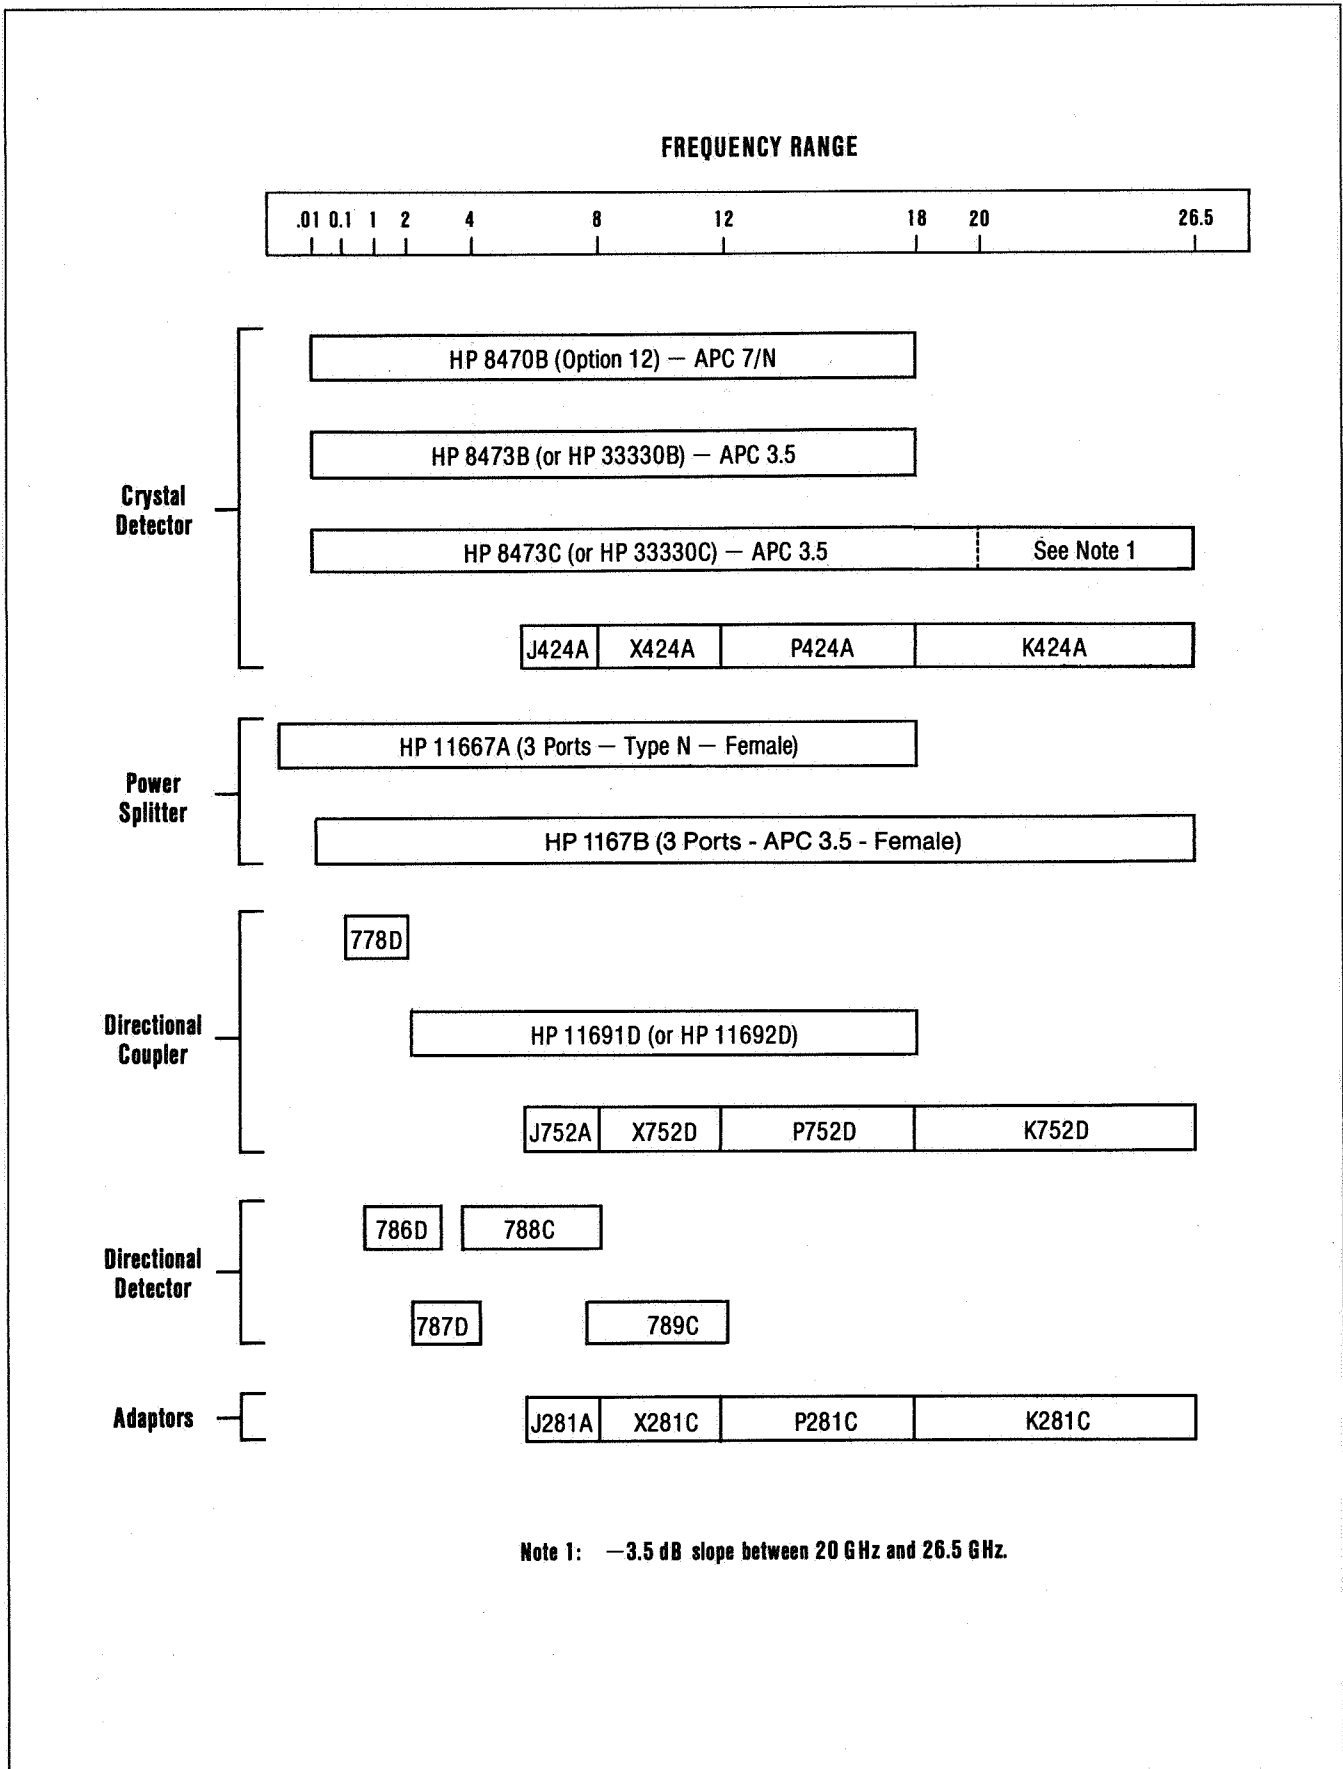 FREQUENCY RANGE
.01 0.1 1 2 4 8 12 18 20 26.5
HP 8470B (Option 12) — APC 7/N
HP 8473B (or HP 33330B) — APC 3.5
Crystal
Detector
HP 8473C (or HP 33330C) — APC 3.5 See Note 1
J424A X424A P424A K424A
HP 11667A (3 Ports — Type N — Female)
Power
Splitter
HP 1167B (3 Ports - APC 3.5 - Female)
778D
Directional
Coupler
HP 11691D (or HP 11692D)
J752A X752D P752D K752D
786D 788C
Directional
Detector
787D 789C
Adaptors
J281A X281C P281C K281C
Note 1: —3.5 dB slope between 20 GHz and 26.5 GHz.